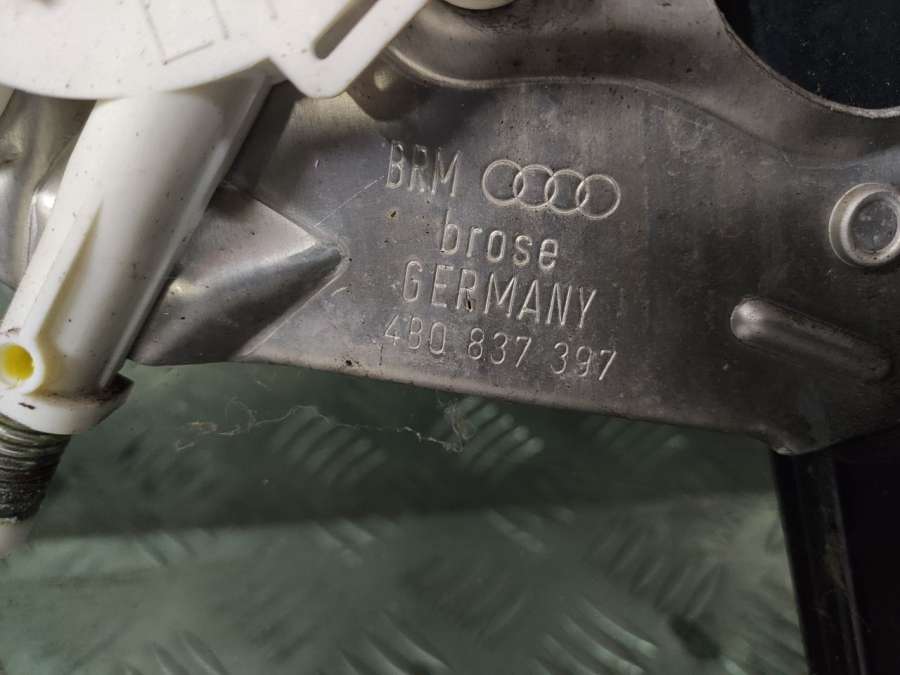 BRM
brose
GERMANY
4B0 837 397